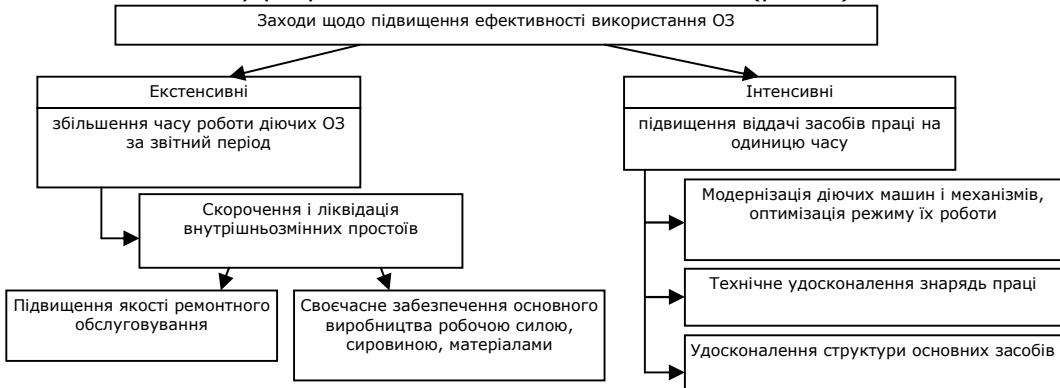 Заходи щодо підвищення ефективності використання ОЗ
Екстенсивні
збільшення часу роботи діючих ОЗ
за звітний період
Скорочення і ліквідація
внутрішньозмінних простоїв
Підвищення якості ремонтного
обслуговування
Своєчасне забезпечення основного
виробництва робочою силою,
сировиною, матеріалами
Інтенсивні
підвищення віддачі засобів праці на
одиницю часу
Модернізація діючих машин і механізмів,
оптимізація режиму їх роботи
Технічне удосконалення знарядь праці
Удосконалення структури основних засобів